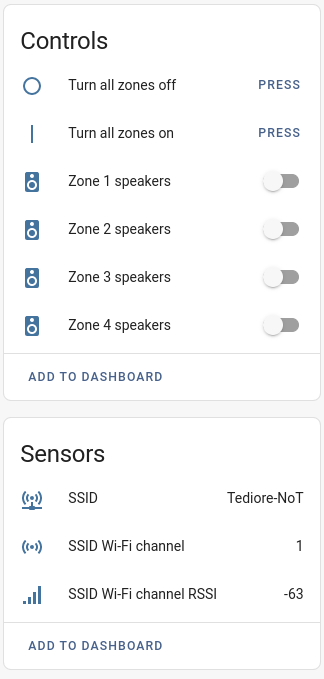 Controls
Turn all zones off PRESS
Turn all zones on PRESS
Zone 1 speakers
Zone 2 speakers
Zone 3 speakers
Zone 4 speakers
ADD TO DASHBOARD
Sensors
SSID Tediore-NoT
SSID Wi-Fi channel 1
SSID Wi-Fi channel RSSI -63
ADD TO DASHBOARD